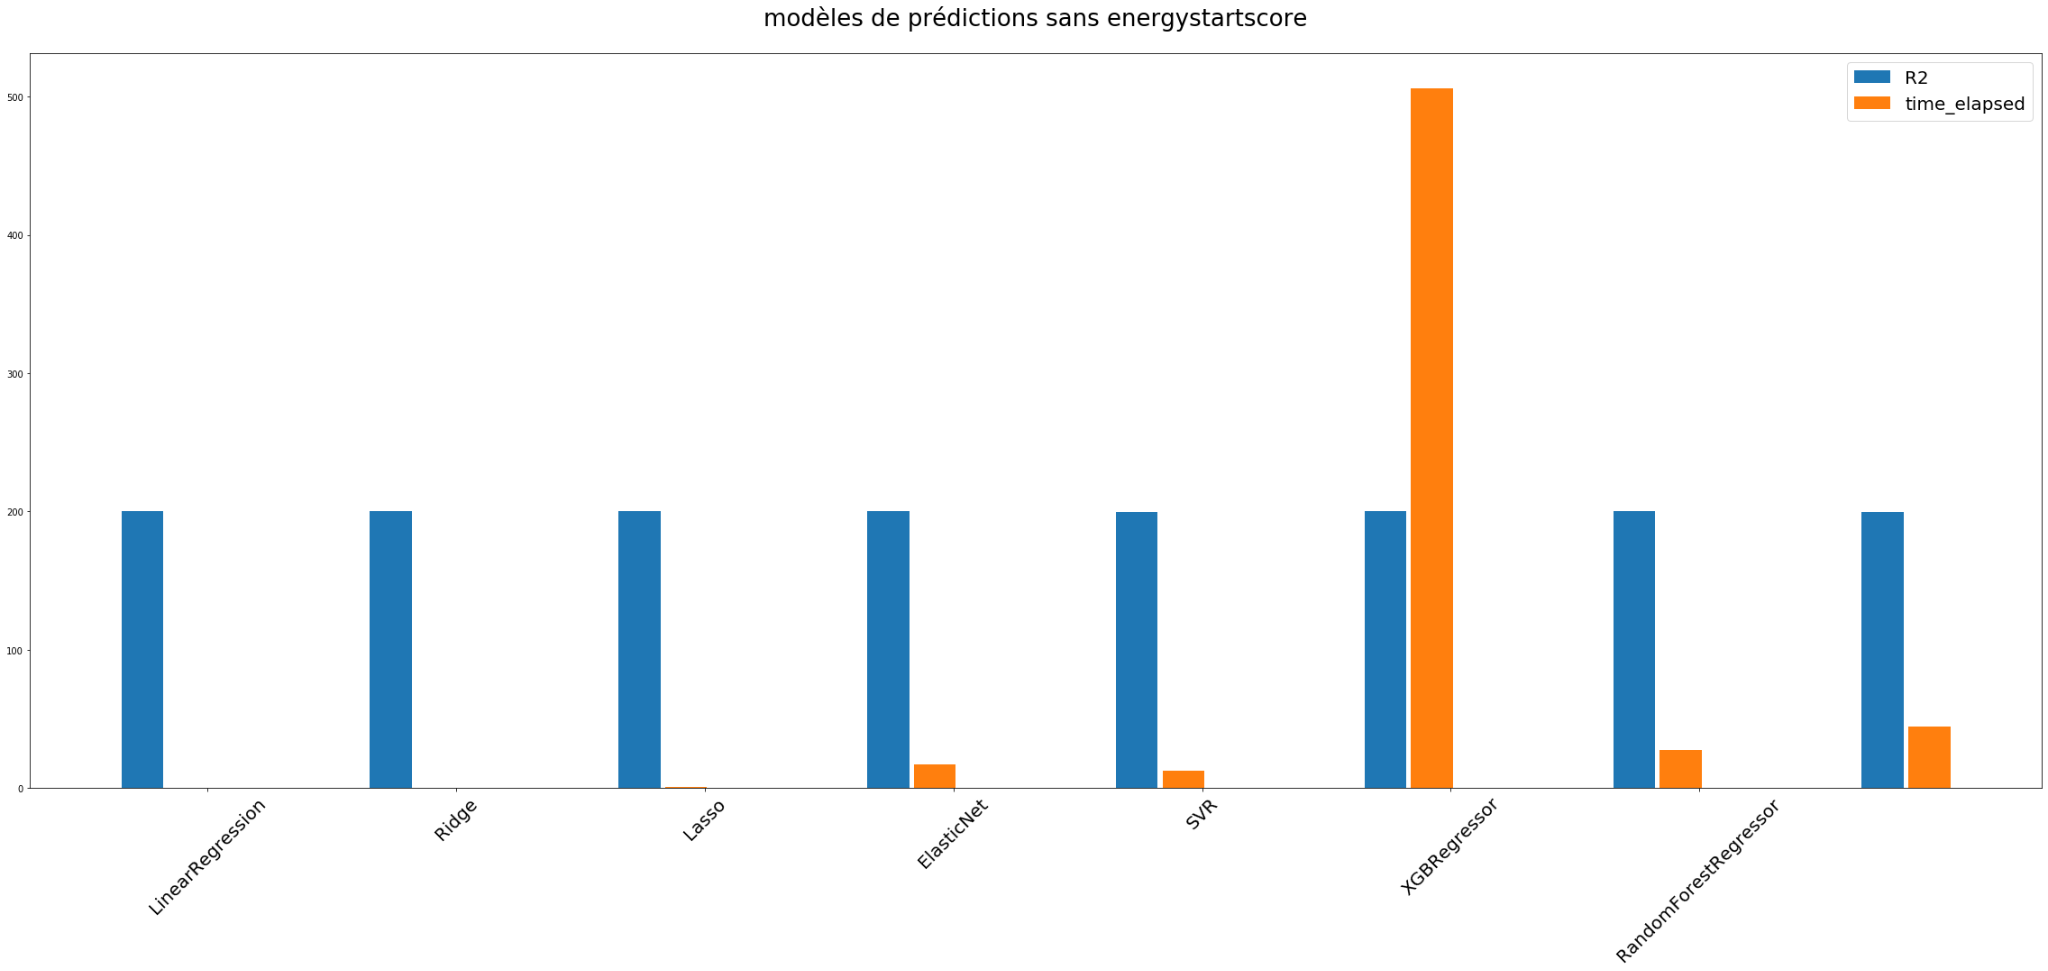 modèles de prédictions sans energystartscore
R2
time_elapsed
500
400
300
200
100
0
LinearRegression
Ridge
Lasso
ElasticNet
SVR
XGBRegressor
RandomForestRegressor